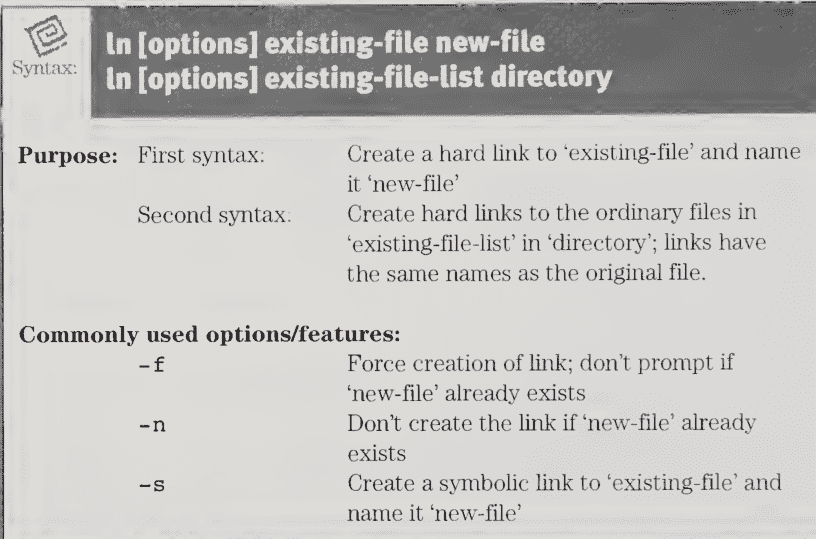 Syntax:
ln [options] existing-file new-file
ln [options] existing-file-list directory
Purpose: First syntax: Create a hard link to ‘existing-file’ and name
it ‘new-file’
Second syntax: Create hard links to the ordinary files in
‘existing-file-list’ in ‘directory’; links have
the same names as the original file.
Commonly used options/features:
-f Force creation of link; don’t prompt if
‘new-file’ already exists
-n Don’t create the link if ‘new-file’ already
exists
-s Create a symbolic link to ‘existing-file’ and
name it ‘new-file’